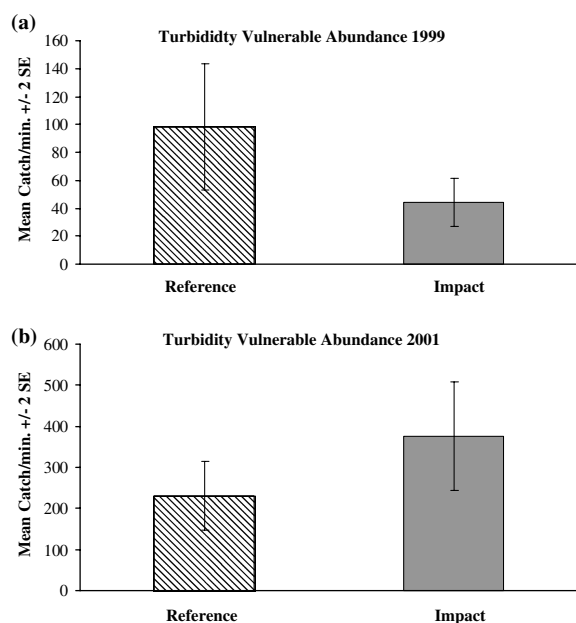 (a)
Turbididty Vulnerable Abundance 1999
Mean Catch/min. +/- 2 SE
160
140
120
100
80
60
40
20
0
Reference Impact
(b)
Turbidity Vulnerable Abundance 2001
Mean Catch/min. +/- 2 SE
600
500
400
300
200
100
0
Reference Impact